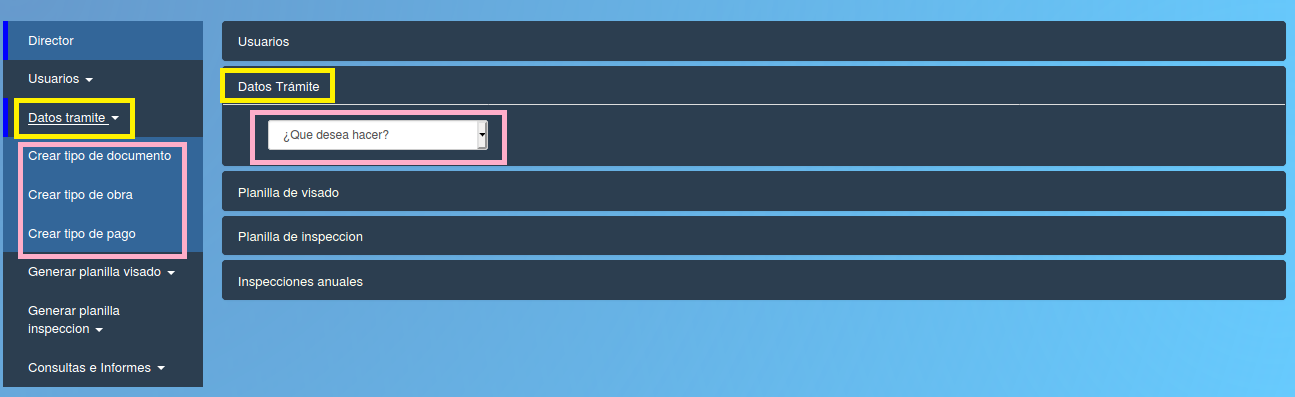 Director
Usuarios
Datos tramite
Crear tipo de documento
Crear tipo de obra
Crear tipo de pago
Generar planilla visado
Generar planilla
inspeccion
Consultas e Informes
Usuarios
Datos Trámite
¿Que desea hacer?
Planilla de visado
Planilla de inspeccion
Inspecciones anuales